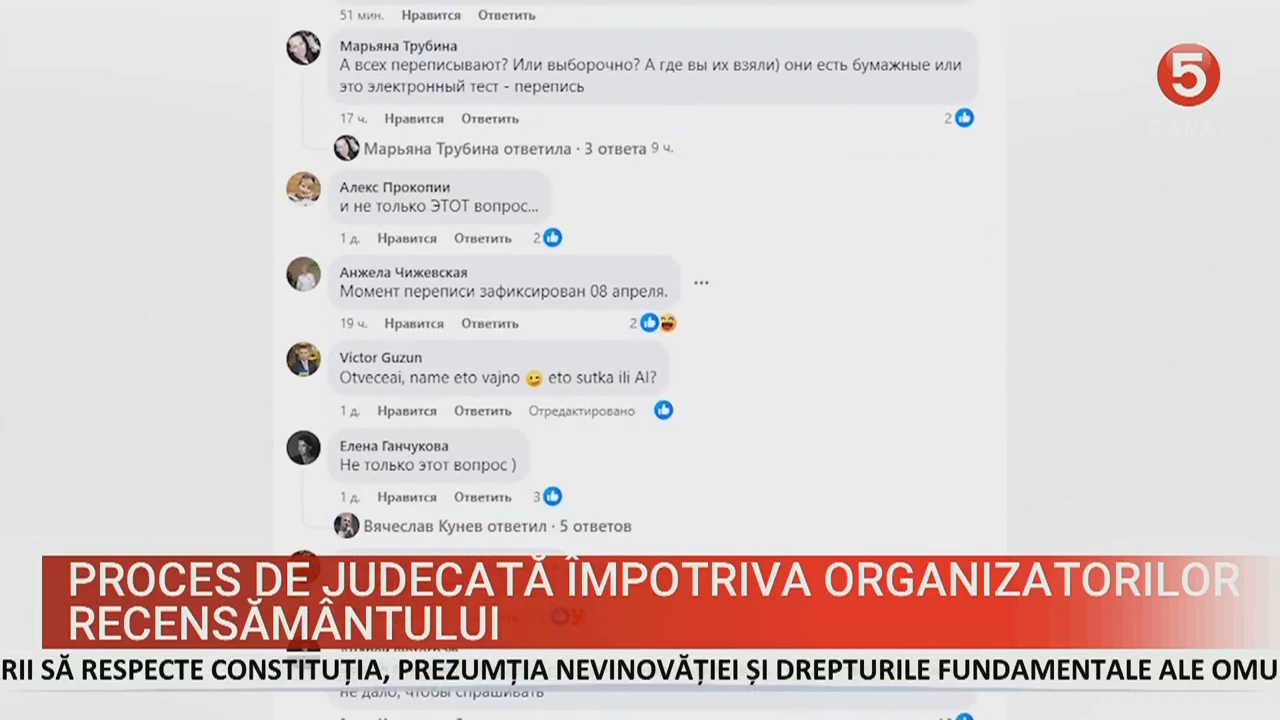 51 мин. Нравится Ответить
Марьяна Трубина
А всех переписывают? Или выборочно? А где вы их взяли) они есть бумажные или
это электронный тест - перепись
17 ч. Нравится Ответить 2
Марьяна Трубина ответила · 3 ответа 9 ч.
Алекс Прокопии
и не только ЭТОТ вопрос...
1 д. Нравится Ответить 2
Анжела Чижевская
Момент переписи зафиксирован 08 апреля.
19 ч. Нравится Ответить 2
Victor Guzun
Otveceai, name eto vajno 😉 eto sutka ili AI?
1 д. Нравится Ответить Отредактировано
Елена Ганчукова
Не только этот вопрос )
1 д. Нравится Ответить 3
Вячеслав Кунев ответил · 5 ответов
5
CANAL
PROCES DE JUDECATĂ ÎMPOTRIVA ORGANIZATORILOR
RECENSĂMÂNTULUI
RII SĂ RESPECTE CONSTITUȚIA, PREZUMȚIA NEVINOVĂȚIEI ȘI DREPTURILE FUNDAMENTALE ALE OMU
не дало, чтобы спрашивать